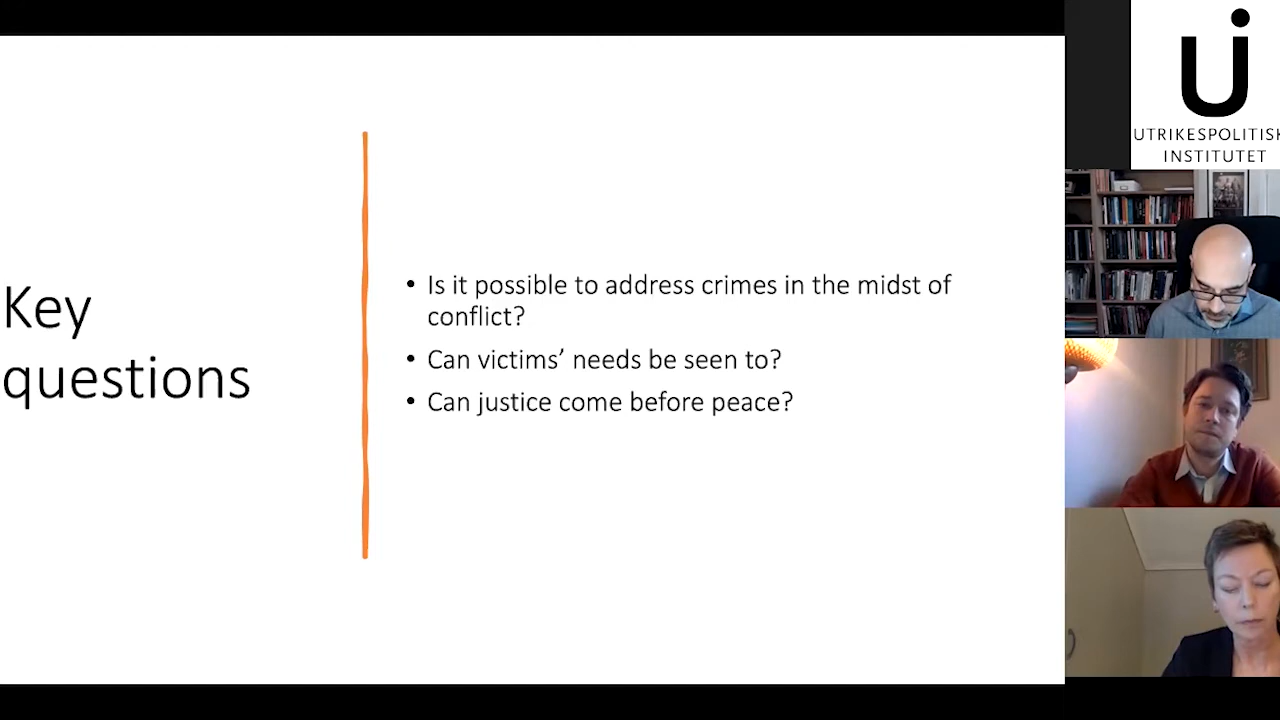 Key
questions
• Is it possible to address crimes in the midst of
conflict?
• Can victims’ needs be seen to?
• Can justice come before peace?
UI
UTRIKESPOLITISK
INSTITUTET